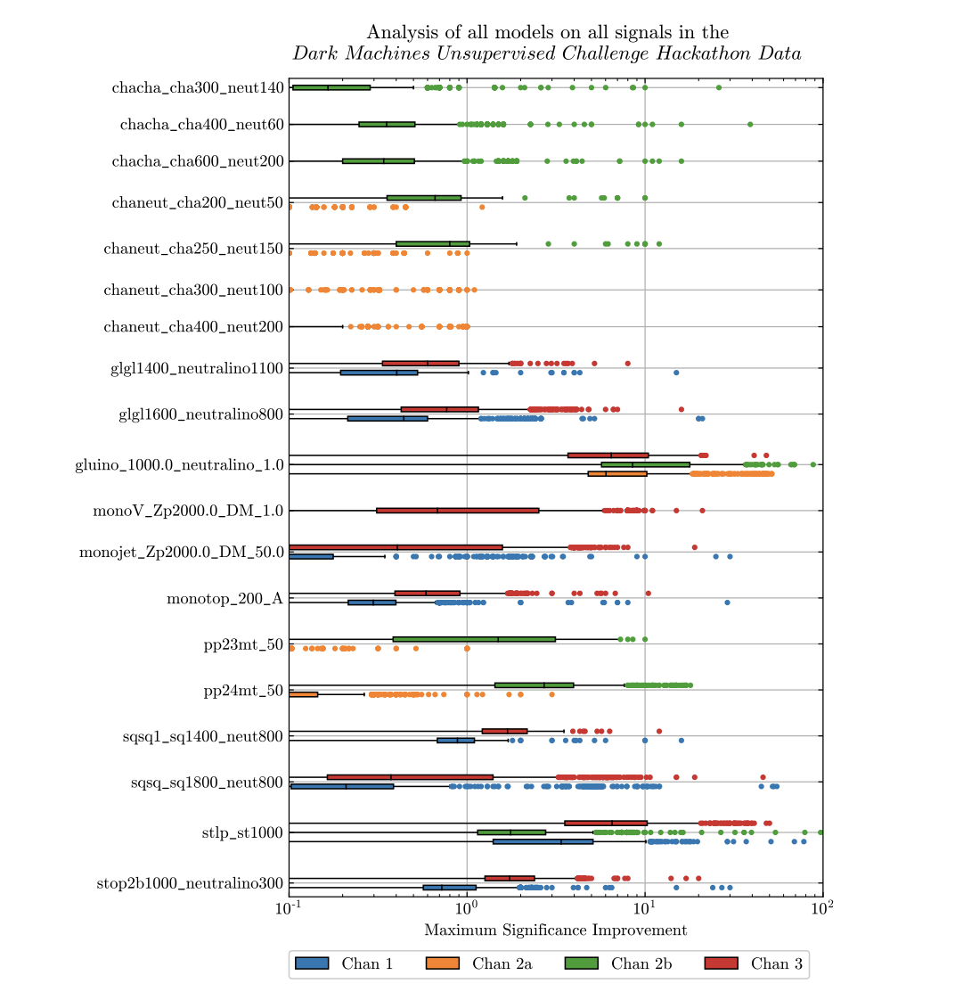 Analysis of all models on all signals in the
Dark Machines Unsupervised Challenge Hackathon Data
chacha_cha300_neut140
chacha_cha400_neut60
chacha_cha600_neut200
chaneut_cha200_neut50
chaneut_cha250_neut150
chaneut_cha300_neut100
chaneut_cha400_neut200
glgl1400_neutralino1100
glgl1600_neutralino800
gluino_1000.0_neutralino_1.0
monoV_Zp2000.0_DM_1.0
monojet_Zp2000.0_DM_50.0
monotop_200_A
pp23mt_50
pp24mt_50
sqsq1_sq1400_neut800
sqsq_sq1800_neut800
stlp_st1000
stop2b1000_neutralino300
10^-1 10^0 10^1 10^2
Maximum Significance Improvement
Chan 1 Chan 2a Chan 2b Chan 3